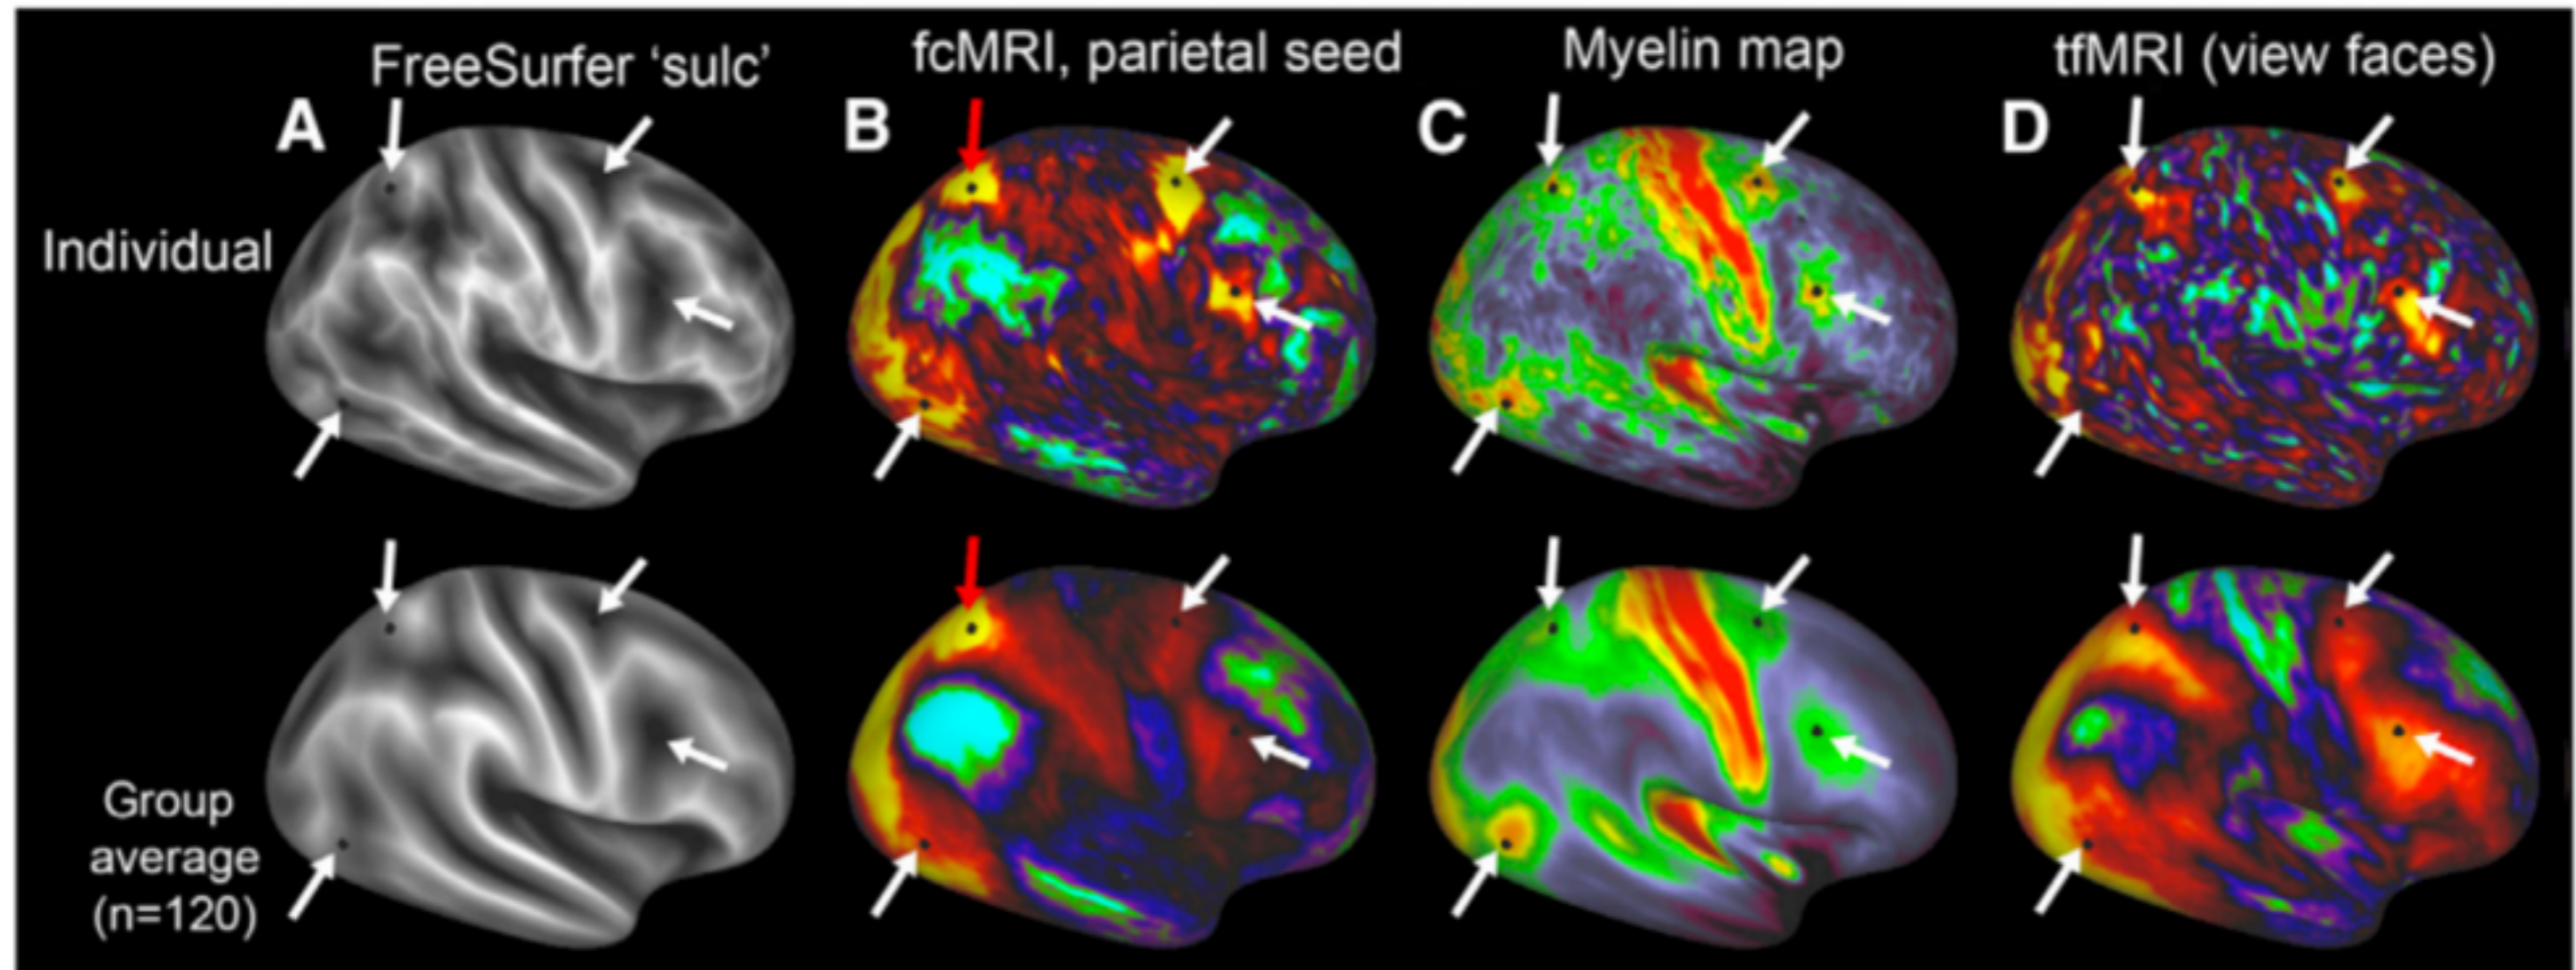 FreeSurfer ‘sulc’
fcMRI, parietal seed
Myelin map
tfMRI (view faces)
A
B
C
D
Individual
Group
average
(n=120)